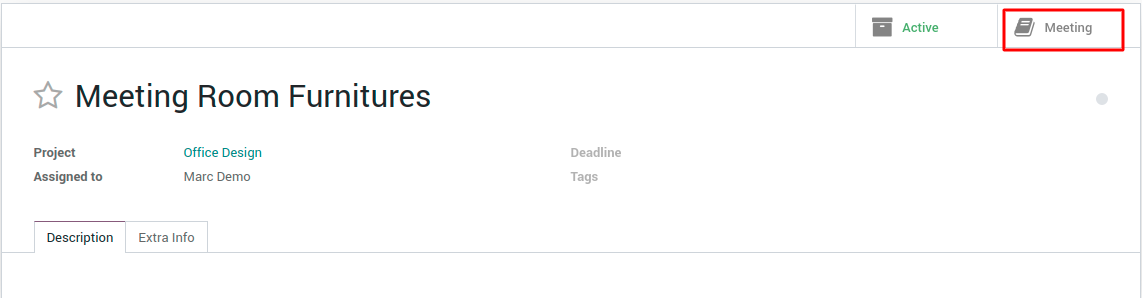 Active Meeting
Meeting Room Furnitures
Project Office Design Deadline
Assigned to Marc Demo Tags
Description Extra Info